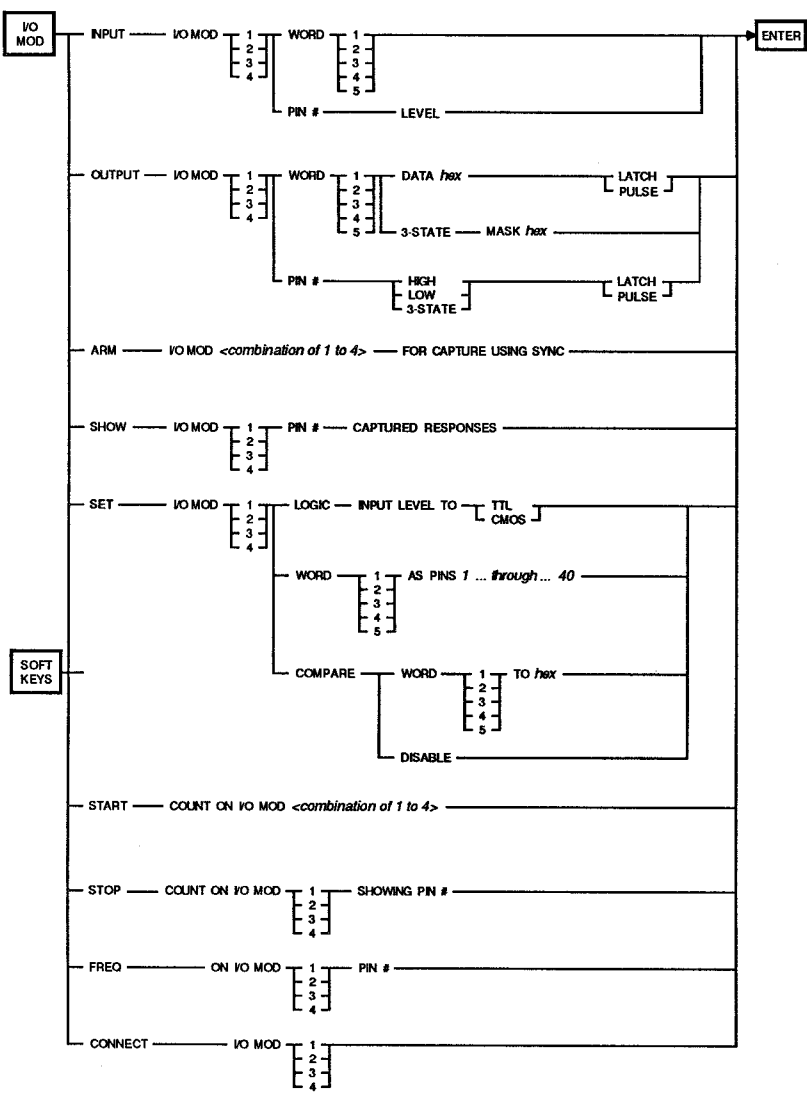 I/O MOD
INPUT I/O MOD 1 WORD 1 ENTER
2 2
3 3
4 4
5
PIN # LEVEL
OUTPUT I/O MOD 1 WORD 1 DATA hex LATCH
2 2 PULSE
3 3
4 4
5 3-STATE MASK hex
PIN # HIGH LATCH
LOW PULSE
3-STATE
ARM I/O MOD <combination of 1 to 4> FOR CAPTURE USING SYNC
SHOW I/O MOD 1 PIN # CAPTURED RESPONSES
2
3
4
SET I/O MOD 1 LOGIC INPUT LEVEL TO TTL
2 CMOS
3
4
WORD 1 AS PINS 1 ... through ... 40
2
3
4
5
SOFT KEYS
COMPARE WORD 1 TO hex
2
3
4
5
DISABLE
START COUNT ON I/O MOD <combination of 1 to 4>
STOP COUNT ON I/O MOD 1 SHOWING PIN #
2
3
4
FREQ ON I/O MOD 1 PIN #
2
3
4
CONNECT I/O MOD 1
2
3
4